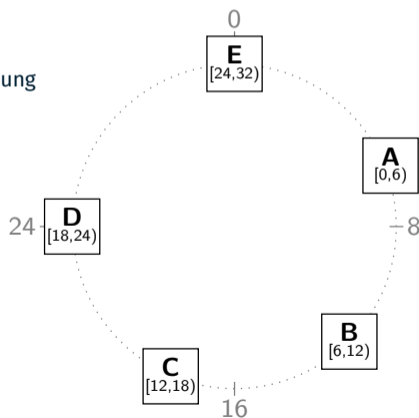 0
E
[24,32)
ung
A
[0,6)
24
D
[18,24)
8
B
[6,12)
C
[12,18)
16